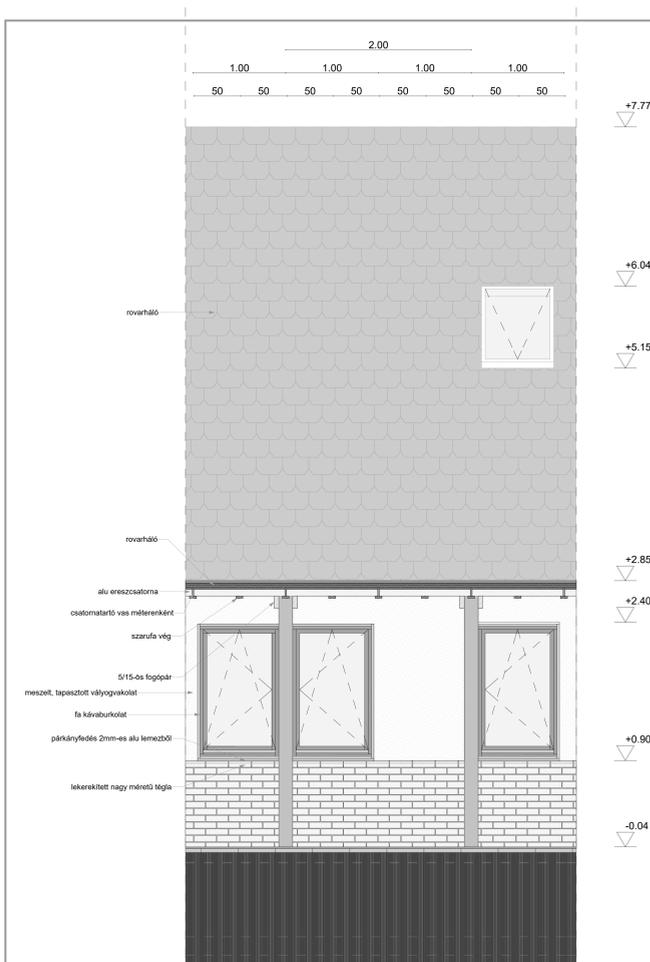 2.00
1.00 1.00 1.00 1.00
50 50 50 50 50 50 50 50
+7.77
+6.04
rovarháló
+5.15
rovarháló
+2.85
alu ereszcsatorna
+2.40
csatornatartó vas méterenként
szarufa vég
5/15-ös fogópár
meszelt, tapasztott vályogvakolat
fa kávaburkolat
párkányfedés 2mm-es alu lemezből
+0.90
lekerekített nagy méretű tégla
-0.04